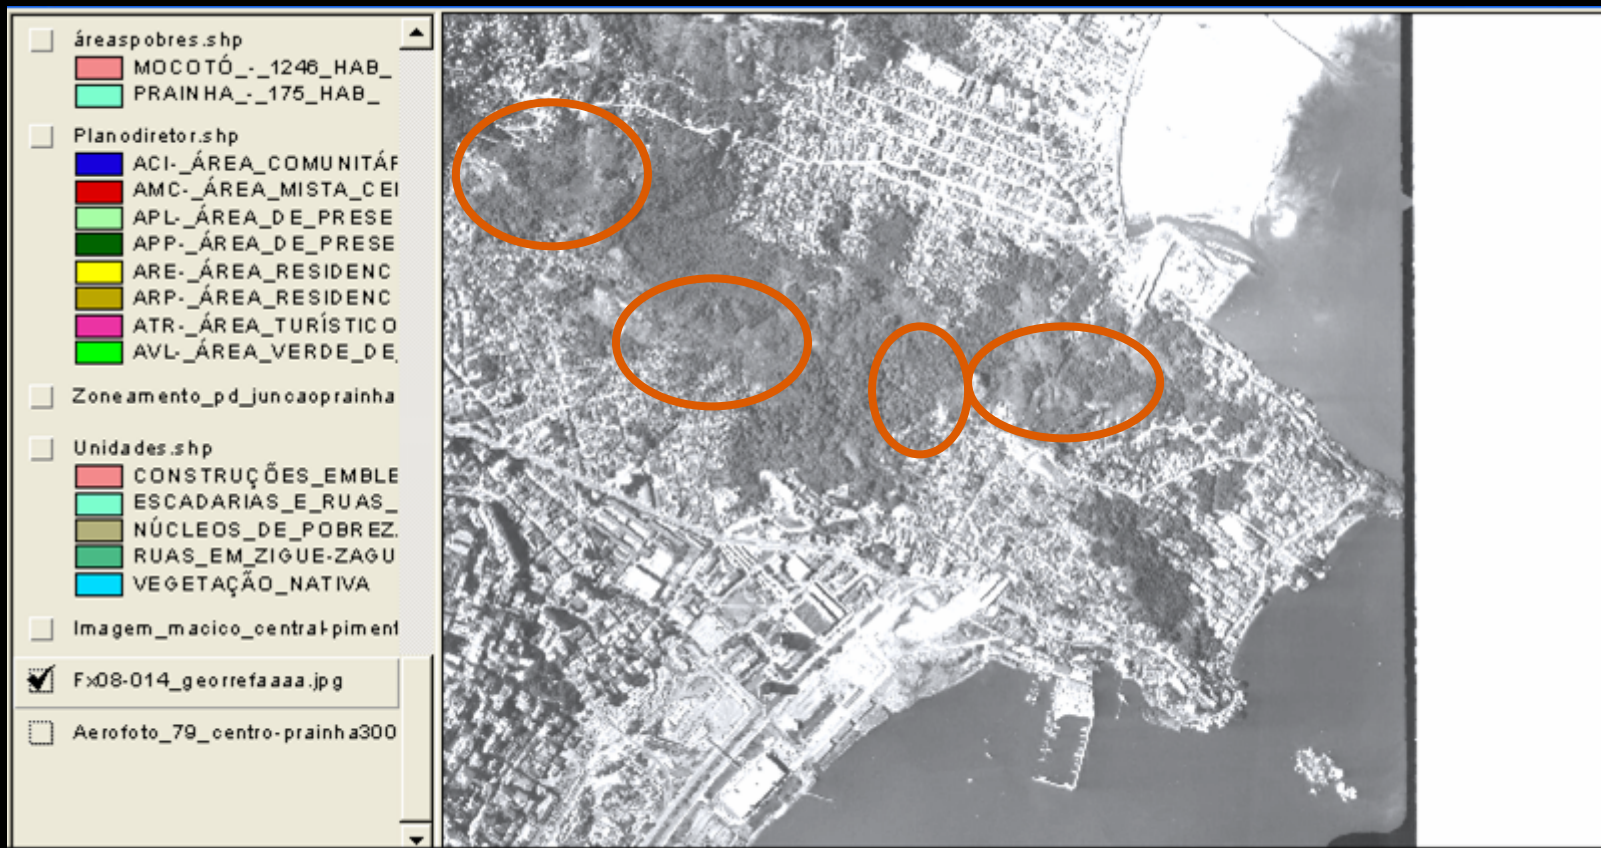 áreaspobres.shp
MOCOTÓ_-_1246_HAB_
PRAINHA_-_175_HAB_
Planodiretor.shp
ACI-_ÁREA_COMUNITÁF
AMC-_ÁREA_MISTA_CEI
APL-_ÁREA_DE_PRESE
APP-_ÁREA_DE_PRESE
ARE-_ÁREA_RESIDENC
ARP-_ÁREA_RESIDENC
ATR-_ÁREA_TURÍSTICO
AVL-_ÁREA_VERDE_DE_
Zoneamento_pd_juncaoprainha
Unidades.shp
CONSTRUÇÕES_EMBLE
ESCADARIAS_E_RUAS_
NÚCLEOS_DE_POBREZ
RUAS_EM_ZIGUE-ZAGU
VEGETAÇÃO_NATIVA
Imagem_macico_central-piment
Fx08-014_georrefaaaa.jpg
Aerofoto_79_centro-prainha300